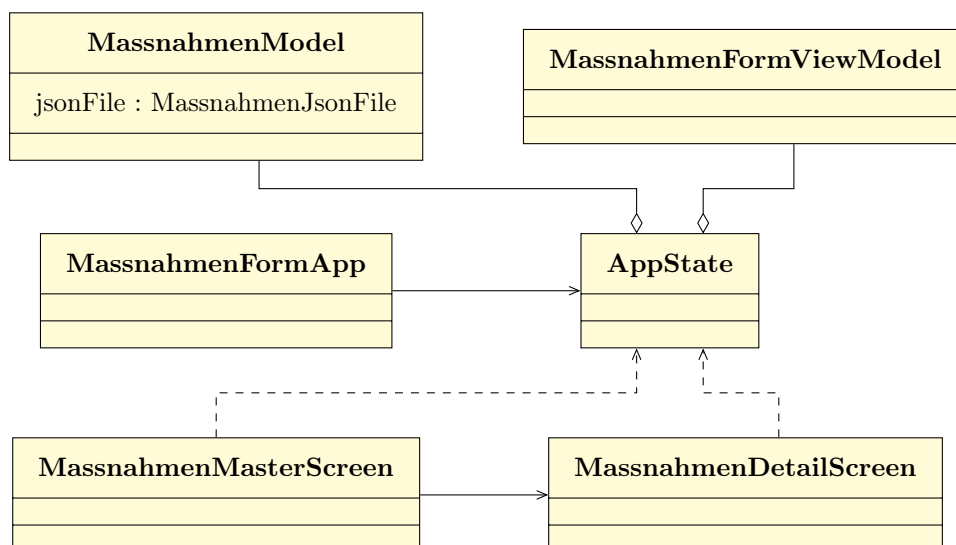 MassnahmenModel
jsonFile : MassnahmenJsonFile
MassnahmenFormViewModel
MassnahmenFormApp
AppState
MassnahmenMasterScreen
MassnahmenDetailScreen